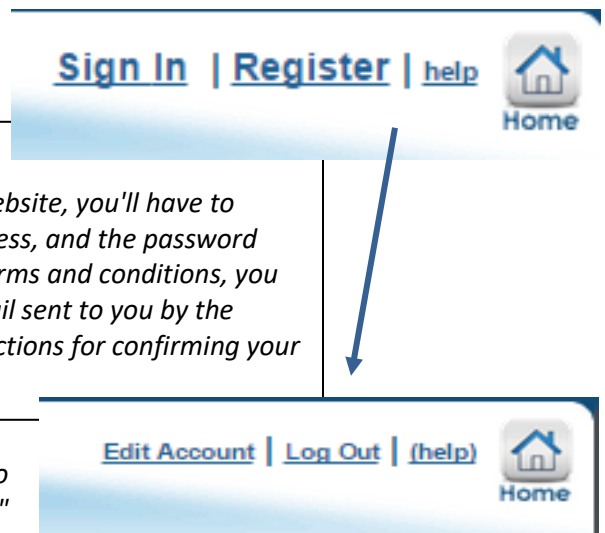 Sign In | Register | help
Home
ebsite, you'll have to
ess, and the password
rms and conditions, you
il sent to you by the
ctions for confirming your
Edit Account | Log Out | (help)
Home
o
"